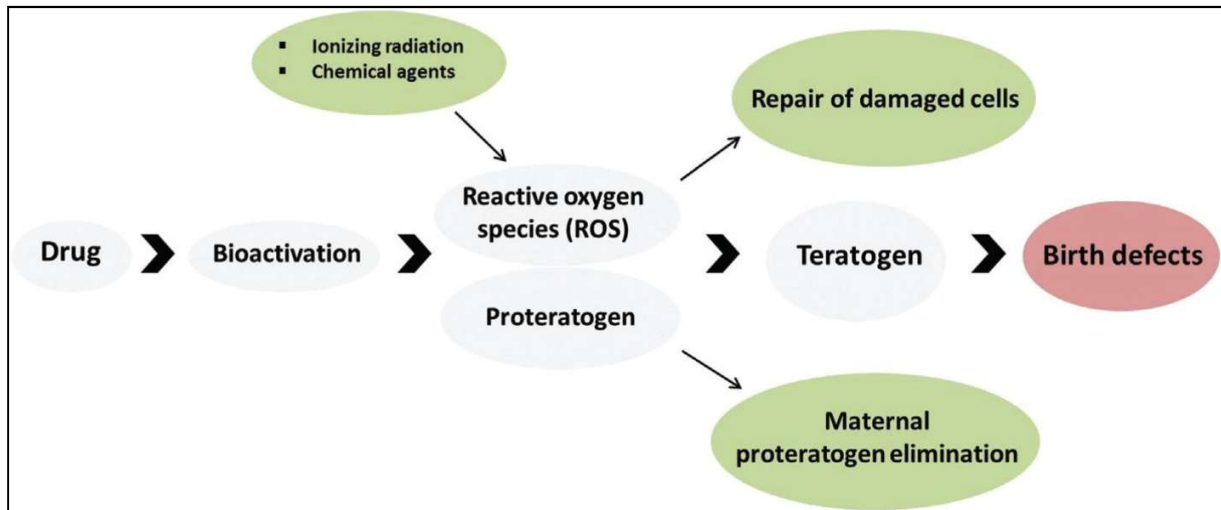 ▪ Ionizing radiation
▪ Chemical agents
Repair of damaged cells
Reactive oxygen
species (ROS)
Drug
Bioactivation
Teratogen
Birth defects
Proteratogen
Maternal
proteratogen elimination